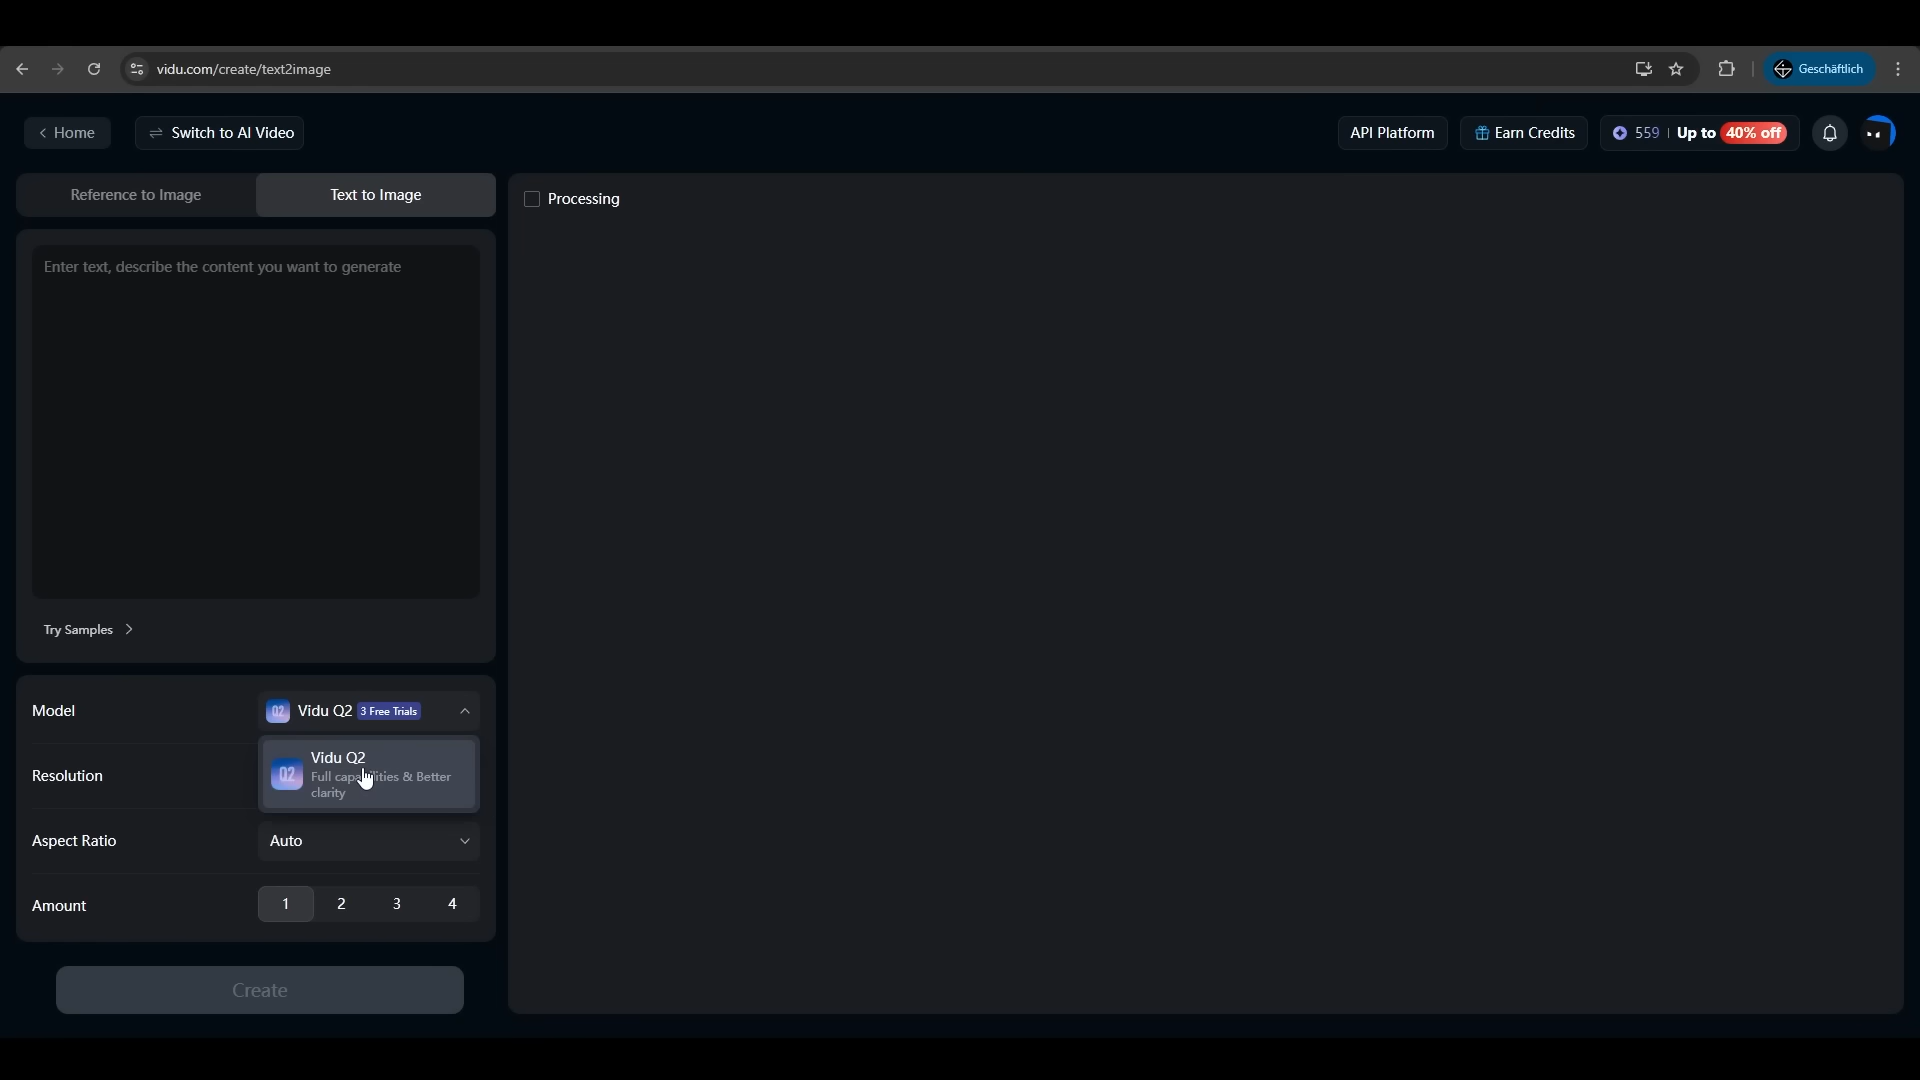 vidu.com/create/text2image
Geschäftlich
Home
Switch to AI Video
API Platform
Earn Credits
559 | Up to 40% off
Reference to Image
Text to Image
Processing
Enter text, describe the content you want to generate
Try Samples
Model
Q2 Vidu Q2 3 Free Trials
Q2 Vidu Q2
Full capabilities & Better
clarity
Resolution
Aspect Ratio
Auto
Amount
1 2 3 4
Create